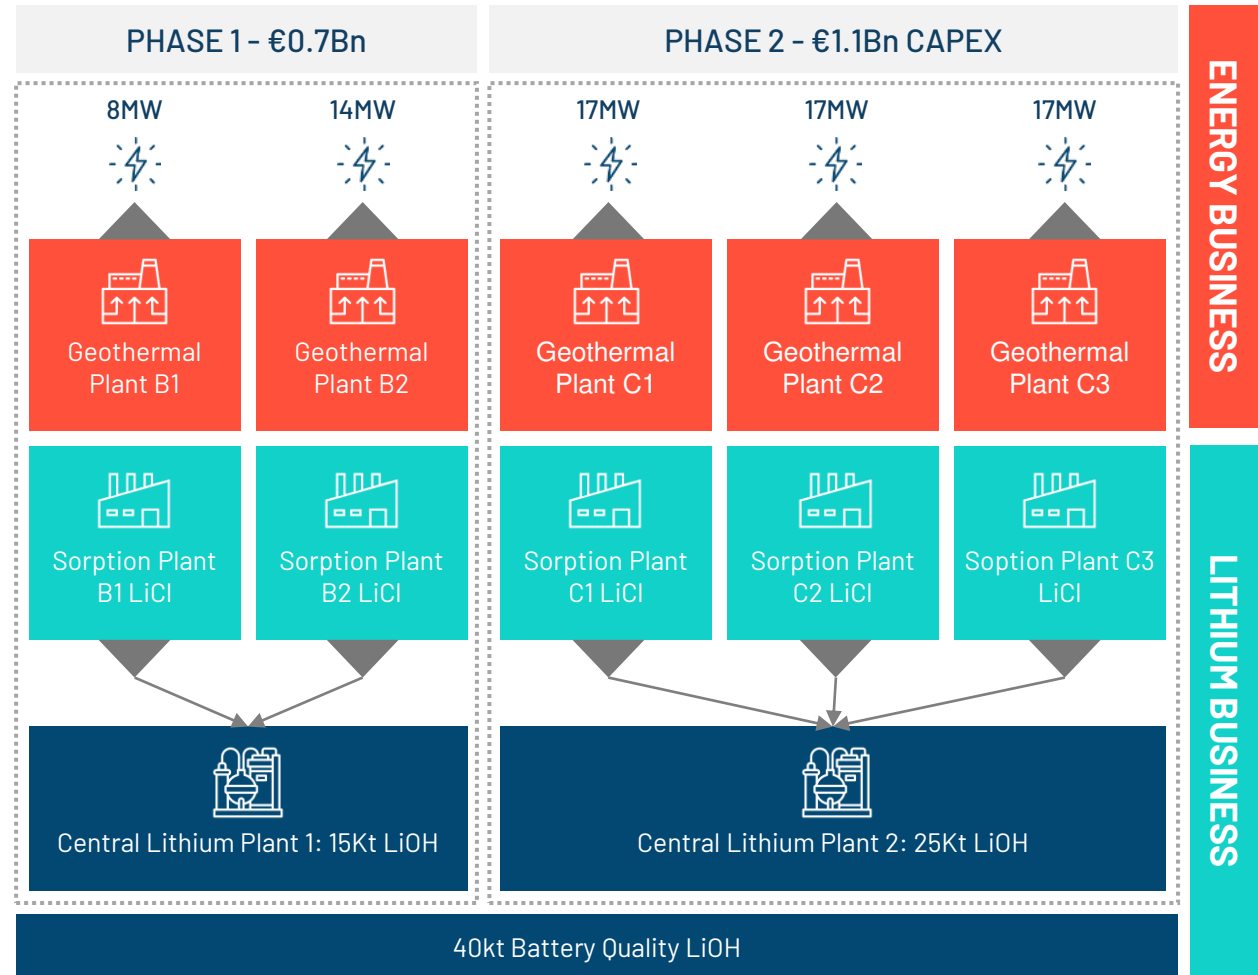 PHASE 1 - €0.7Bn
PHASE 2 - €1.1Bn CAPEX
8MW
14MW
17MW
17MW
17MW
Geothermal
Plant B1
Geothermal
Plant B2
Geothermal
Plant C1
Geothermal
Plant C2
Geothermal
Plant C3
ENERGY BUSINESS
Sorption Plant
B1 LiCl
Sorption Plant
B2 LiCl
Sorption Plant
C1 LiCl
Sorption Plant
C2 LiCl
Soption Plant C3
LiCl
Central Lithium Plant 1: 15Kt LiOH
Central Lithium Plant 2: 25Kt LiOH
LITHIUM BUSINESS
40kt Battery Quality LiOH